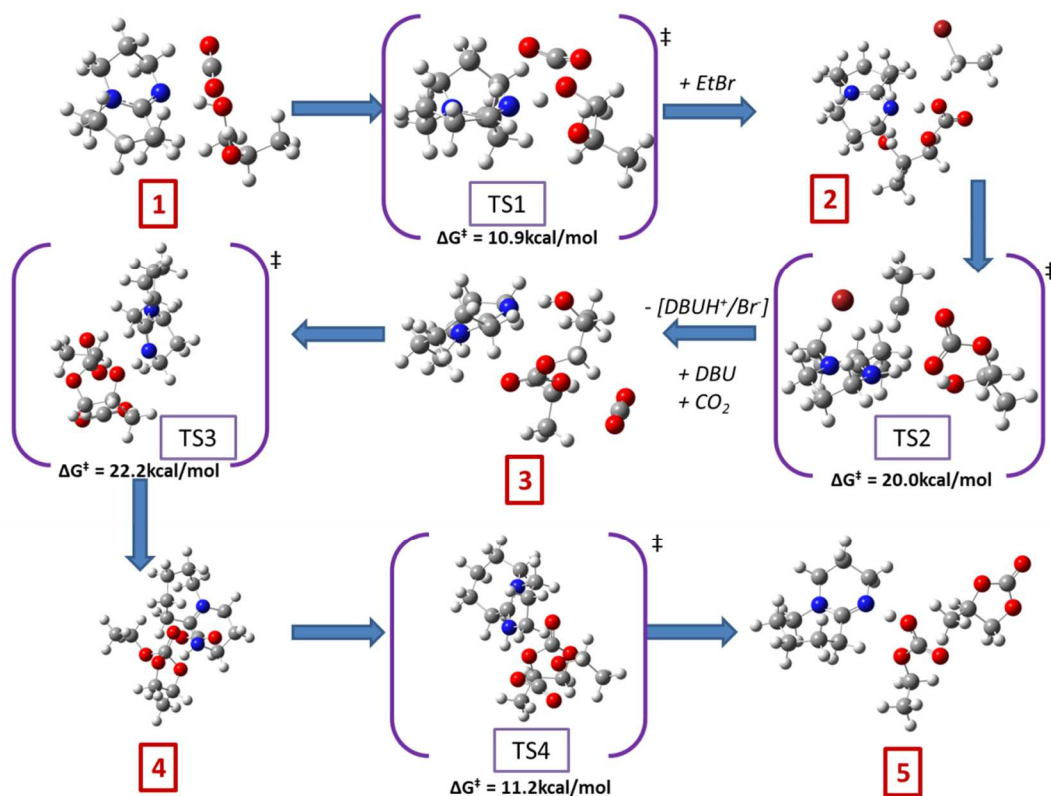 1
‡
TS1
ΔG‡ = 10.9kcal/mol
+ EtBr
2
‡
TS3
ΔG‡ = 22.2kcal/mol
3
- [DBUH+/Br-]
+ DBU
+ CO2
‡
TS2
ΔG‡ = 20.0kcal/mol
4
‡
TS4
ΔG‡ = 11.2kcal/mol
5